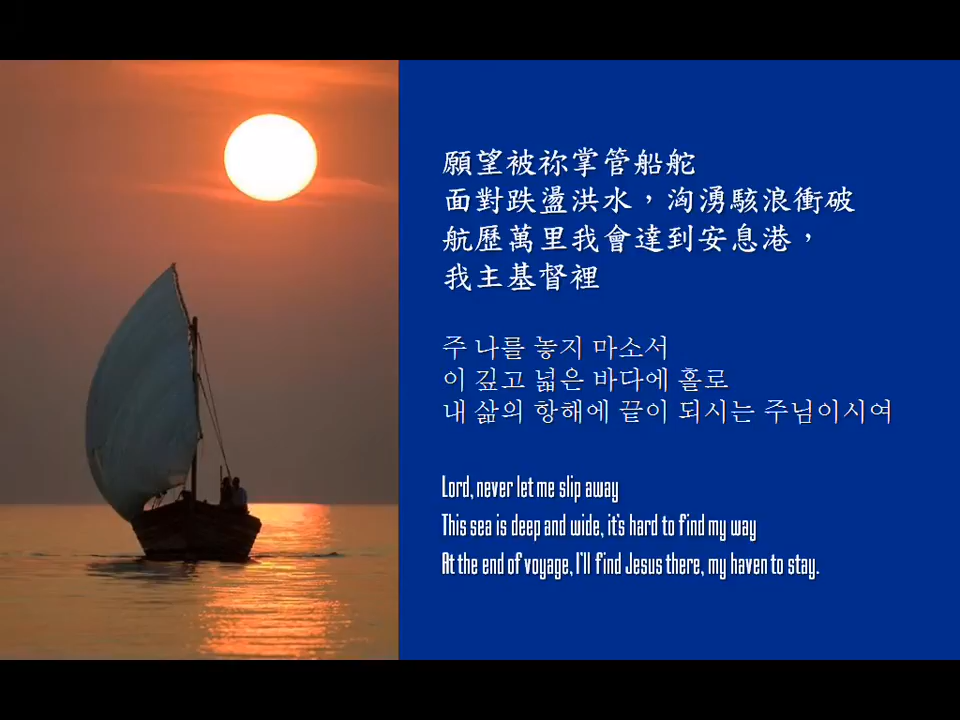 願望被祢掌管船舵
面對跌盪洪水，洶湧駭浪衝破
航歷萬里我會達到安息港，
我主基督裡
주 나를 놓지 마소서
이 깊고 넓은 바다에 홀로
내 삶의 항해에 끝이 되시는 주님이시여
Lord, never let me slip away
This sea is deep and wide, it's hard to find my way
At the end of voyage, I'll find Jesus there, my haven to stay.